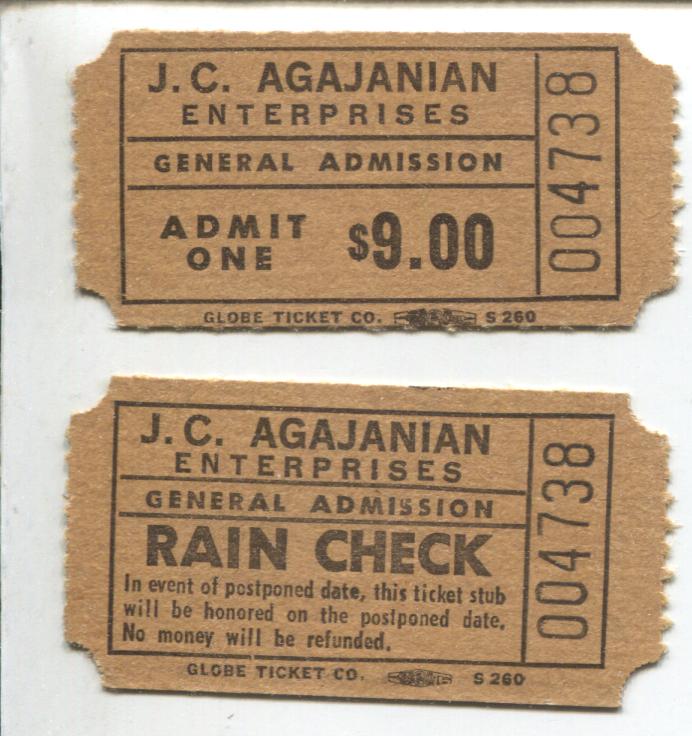 J.C. AGAJANIAN
ENTERPRISES
GENERAL ADMISSION
ADMIT
ONE
$9.00
004738
GLOBE TICKET CO. S 260
J.C. AGAJANIAN
ENTERPRISES
GENERAL ADMISSION
RAIN CHECK
In event of postponed date, this ticket stub
will be honored on the postponed date.
No money will be refunded.
004738
GLOBE TICKET CO. S 260